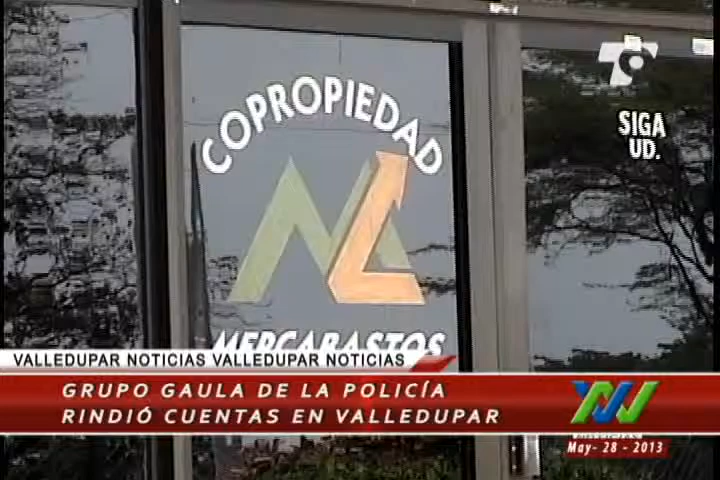 COPROPIEDAD
MERCABASTOS
SIGA
UD.
VALLEDUPAR NOTICIAS VALLEDUPAR NOTICIAS
GRUPO GAULA DE LA POLICÍA
RINDIÓ CUENTAS EN VALLEDUPAR
NOTICIAS
May- 28 - 2013